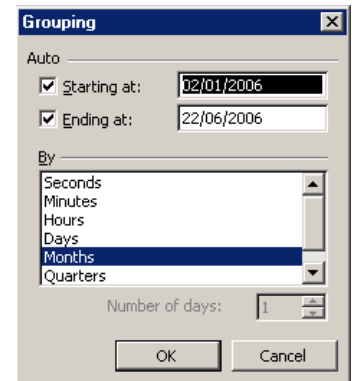 Grouping
Auto
Starting at: 02/01/2006
Ending at: 22/06/2006
By
Seconds
Minutes
Hours
Days
Months
Quarters
Number of days: 1
OK Cancel